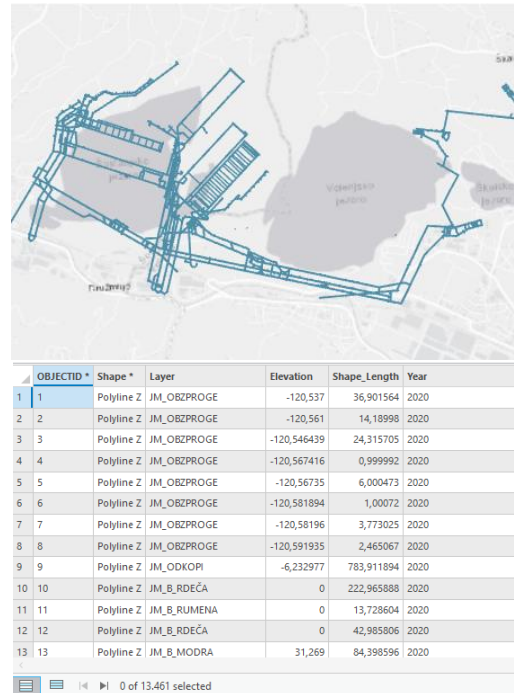 Velenjsko
jezero
Škalsko
jezero
OBJECTID * Shape * Layer Elevation Shape_Length Year
1 1 Polyline Z JM_OBZPROGE -120,537 36,901564 2020
2 2 Polyline Z JM_OBZPROGE -120,561 14,18998 2020
3 3 Polyline Z JM_OBZPROGE -120,546439 24,315705 2020
4 4 Polyline Z JM_OBZPROGE -120,567416 0,999992 2020
5 5 Polyline Z JM_OBZPROGE -120,56735 6,000473 2020
6 6 Polyline Z JM_OBZPROGE -120,581894 1,00072 2020
7 7 Polyline Z JM_OBZPROGE -120,58196 3,773025 2020
8 8 Polyline Z JM_OBZPROGE -120,591935 2,465067 2020
9 9 Polyline Z JM_ODKOPI -6,232977 783,911894 2020
10 10 Polyline Z JM_B_RDEČA 0 222,965888 2020
11 11 Polyline Z JM_B_RUMENA 0 13,728604 2020
12 12 Polyline Z JM_B_RDEČA 0 42,985806 2020
13 13 Polyline Z JM_B_MODRA 31,269 84,398596 2020
0 of 13.461 selected